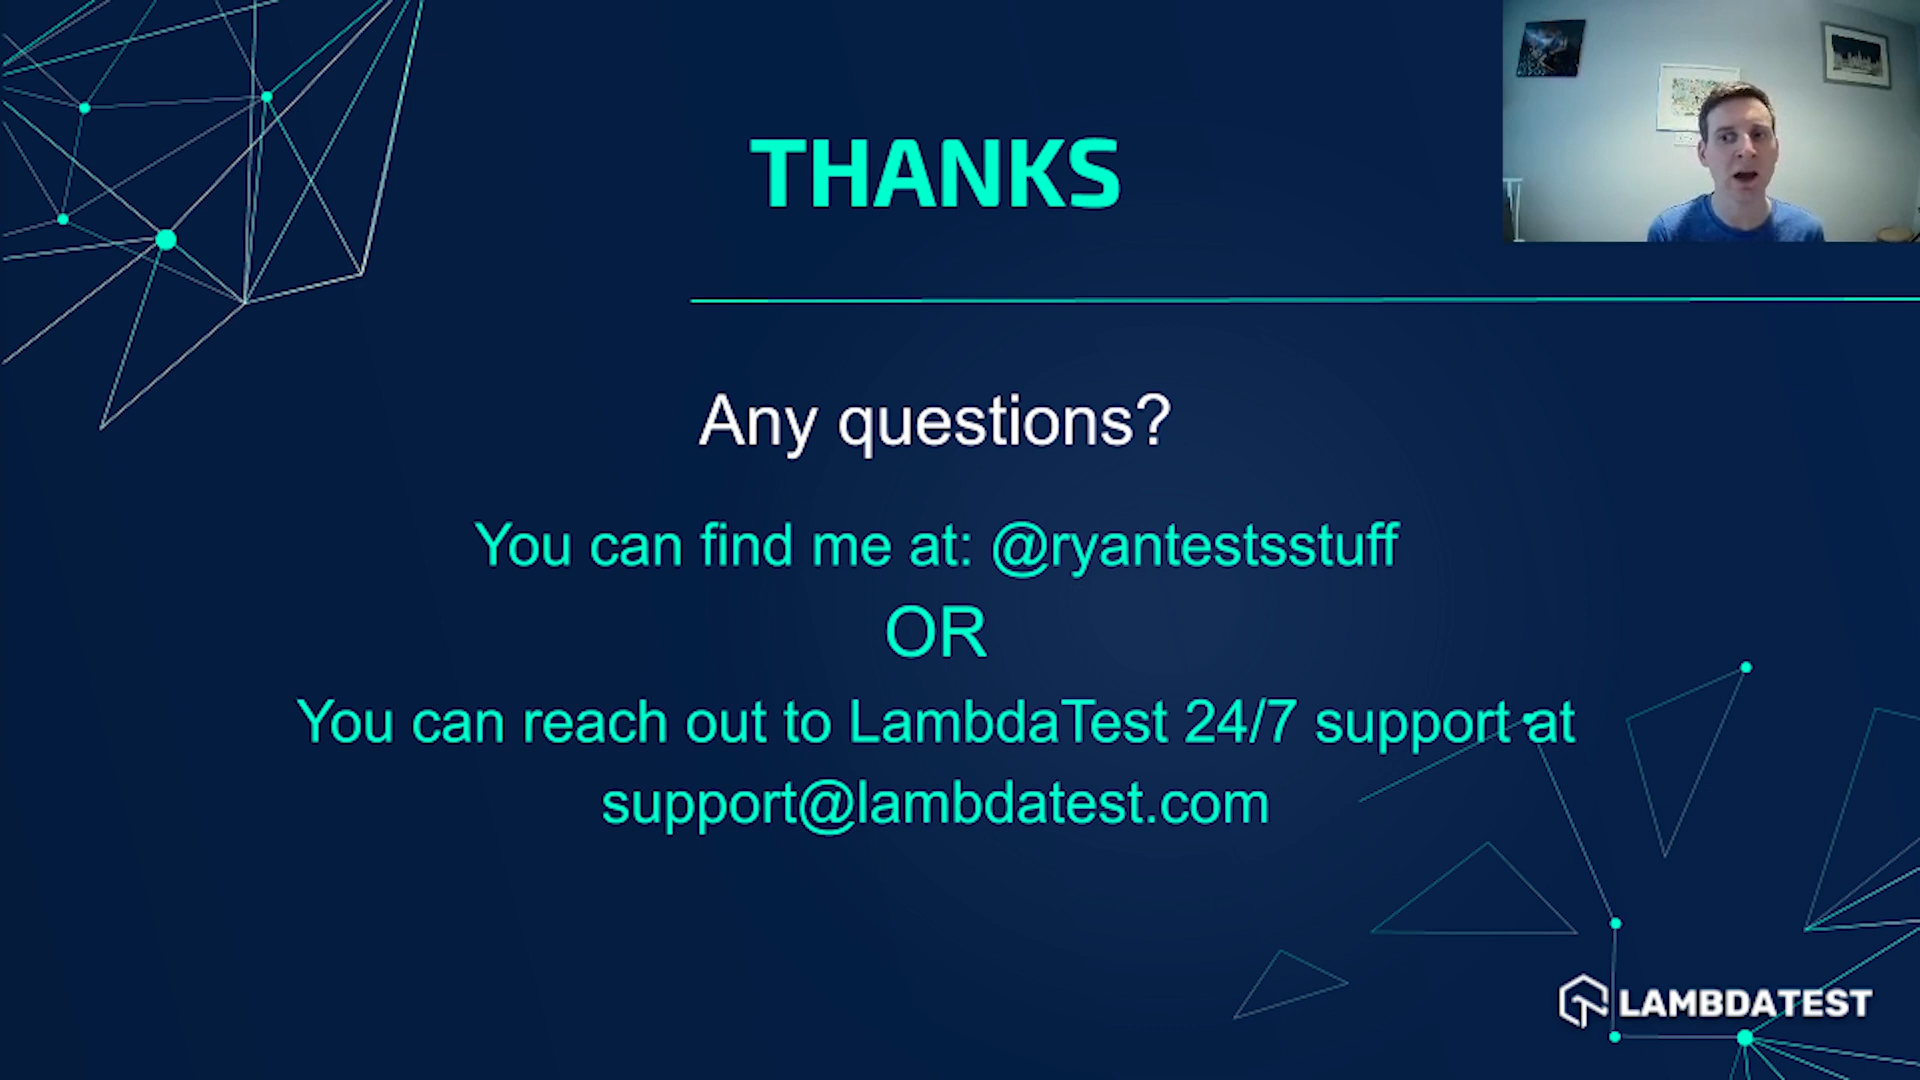 THANKS
Any questions?
You can find me at: @ryantestsstuff
OR
You can reach out to LambdaTest 24/7 support at
support@lambdatest.com
LAMBDATEST